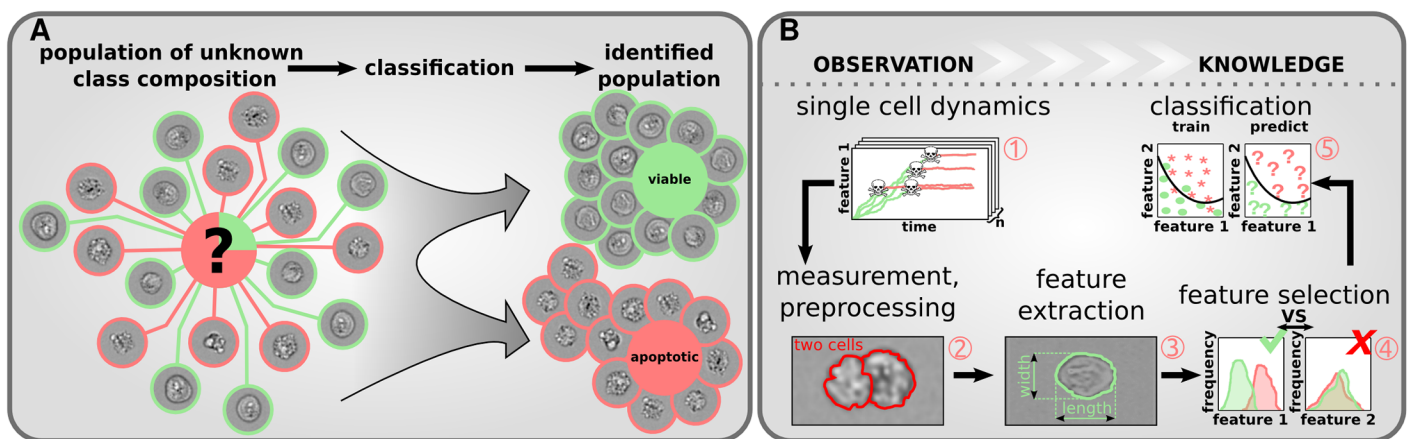 A
population of unknown
class composition
classification
identified
population
?
viable
apoptotic
B
OBSERVATION
KNOWLEDGE
single cell dynamics
feature 1
time
n
①
measurement,
preprocessing
two cells
②
feature
extraction
width
length
③
feature selection
vs
frequency
feature 1
frequency
feature 2
X
④
classification
train
predict
feature 2
feature 1
* * * * * * * * * *
feature 2
feature 1
? ? ? ? ? ? ? ? ? ?
⑤